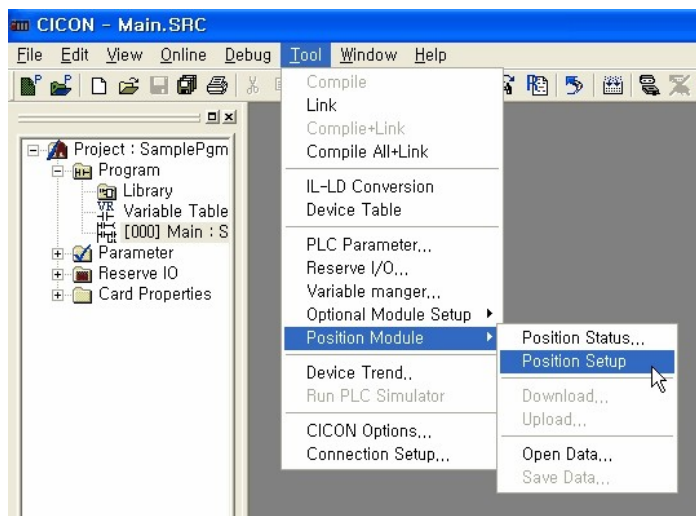 CICON - Main.SRC
File Edit View Online Debug Tool Window Help
Project : SamplePgm
Program
Library
Variable Table
[000] Main : S
Parameter
Reserve IO
Card Properties
Compile
Link
Complie+Link
Compile All+Link
IL-LD Conversion
Device Table
PLC Parameter...
Reserve I/O...
Variable manger...
Optional Module Setup
Position Module
Device Trend..
Run PLC Simulator
CICON Options...
Connection Setup...
Position Status...
Position Setup
Download...
Upload...
Open Data...
Save Data...